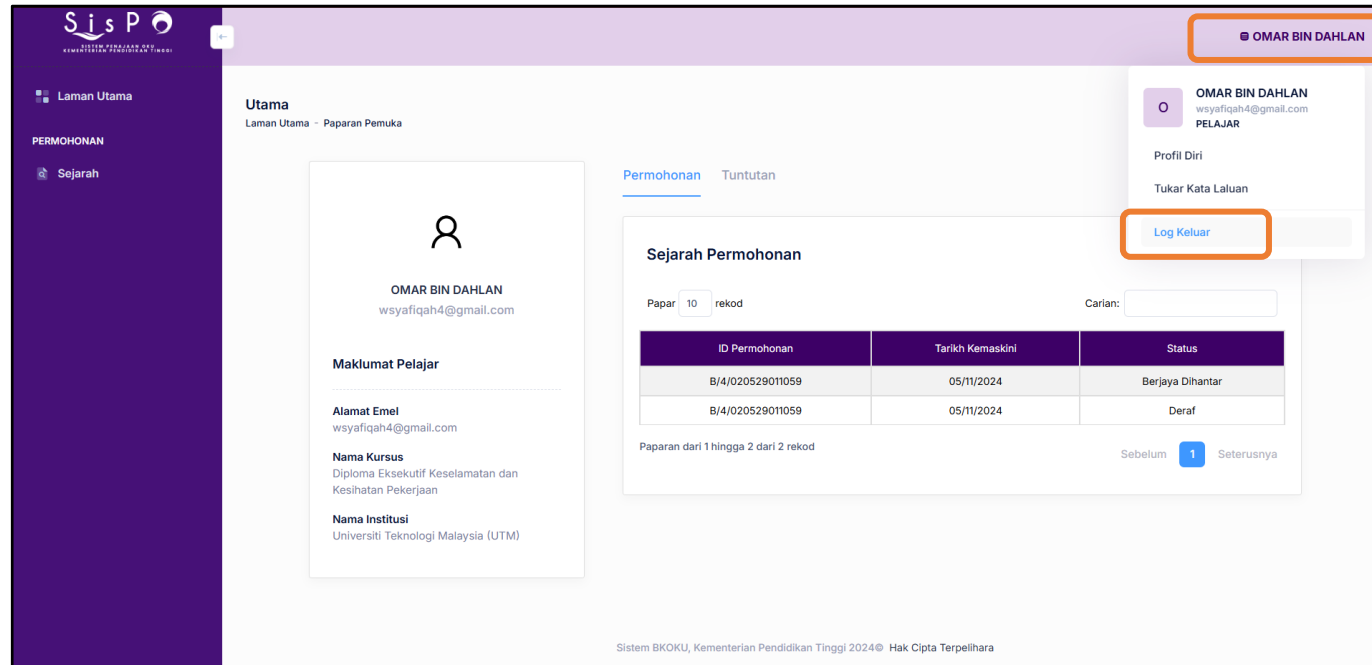 SisPO
SISTEM PENAJAAN OKU
KEMENTERIAN PENDIDIKAN TINGGI
OMAR BIN DAHLAN
Laman Utama
PERMOHONAN
Sejarah
Utama
Laman Utama - Paparan Pemuka
O
OMAR BIN DAHLAN
wsyafiqah4@gmail.com
PELAJAR
Profil Diri
Tukar Kata Laluan
Log Keluar
OMAR BIN DAHLAN
wsyafiqah4@gmail.com
Maklumat Pelajar
Alamat Emel
wsyafiqah4@gmail.com
Nama Kursus
Diploma Eksekutif Keselamatan dan
Kesihatan Pekerjaan
Nama Institusi
Universiti Teknologi Malaysia (UTM)
Permohonan Tuntutan
Sejarah Permohonan
Papar 10 rekod Carian:
ID Permohonan Tarikh Kemaskini Status
B/4/020529011059 05/11/2024 Berjaya Dihantar
B/4/020529011059 05/11/2024 Deraf
Paparan dari 1 hingga 2 dari 2 rekod
Sebelum 1 Seterusnya
Sistem BKOKU, Kementerian Pendidikan Tinggi 2024© Hak Cipta Terpelihara